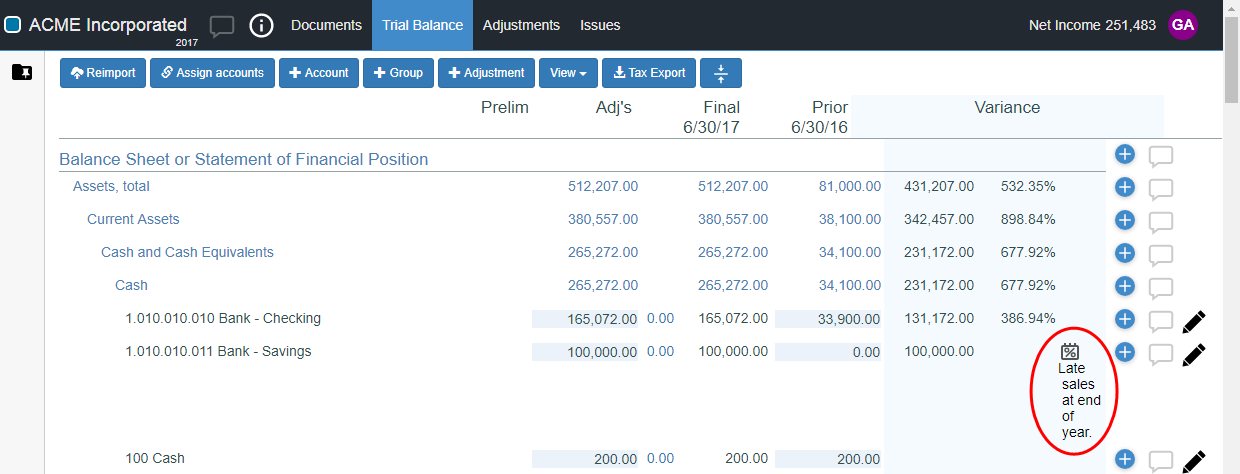 ACME Incorporated 2017 Documents Trial Balance Adjustments Issues Net Income 251,483 GA
Reimport Assign accounts Account Group Adjustment View Tax Export
Prelim Adj's Final Prior Variance
6/30/17 6/30/16
Balance Sheet or Statement of Financial Position
Assets, total 512,207.00 512,207.00 81,000.00 431,207.00 532.35%
Current Assets 380,557.00 380,557.00 38,100.00 342,457.00 898.84%
Cash and Cash Equivalents 265,272.00 265,272.00 34,100.00 231,172.00 677.92%
Cash 265,272.00 265,272.00 34,100.00 231,172.00 677.92%
1.010.010.010 Bank - Checking 165,072.00 0.00 165,072.00 33,900.00 131,172.00 386.94%
1.010.010.011 Bank - Savings 100,000.00 0.00 100,000.00 0.00 100,000.00 %
Late
sales
at end
of
year.
100 Cash 200.00 0.00 200.00 200.00